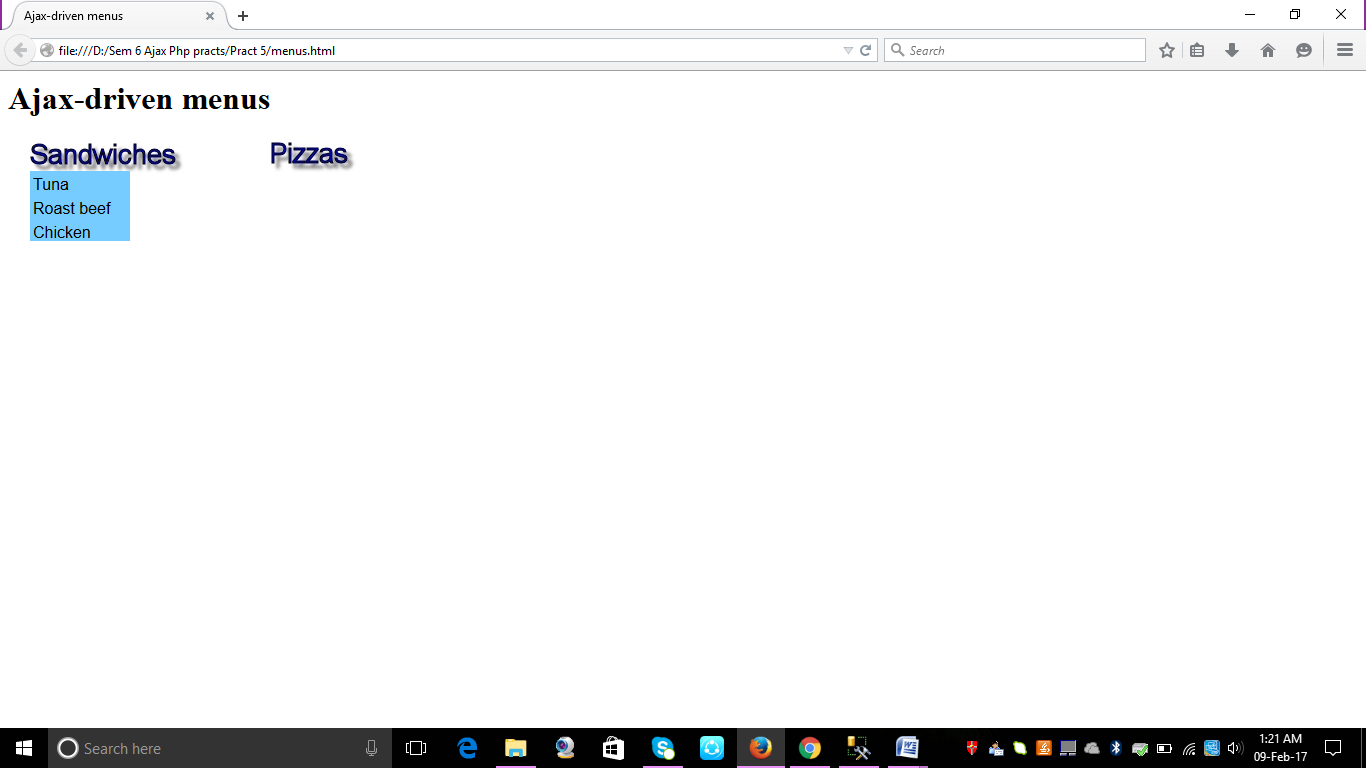 Ajax-driven menus
file:///D:/Sem 6 Ajax Php practs/Pract 5/menus.html
Search
Ajax-driven menus
Sandwiches Pizzas
Tuna
Roast beef
Chicken
Search here
1:21 AM
09-Feb-17